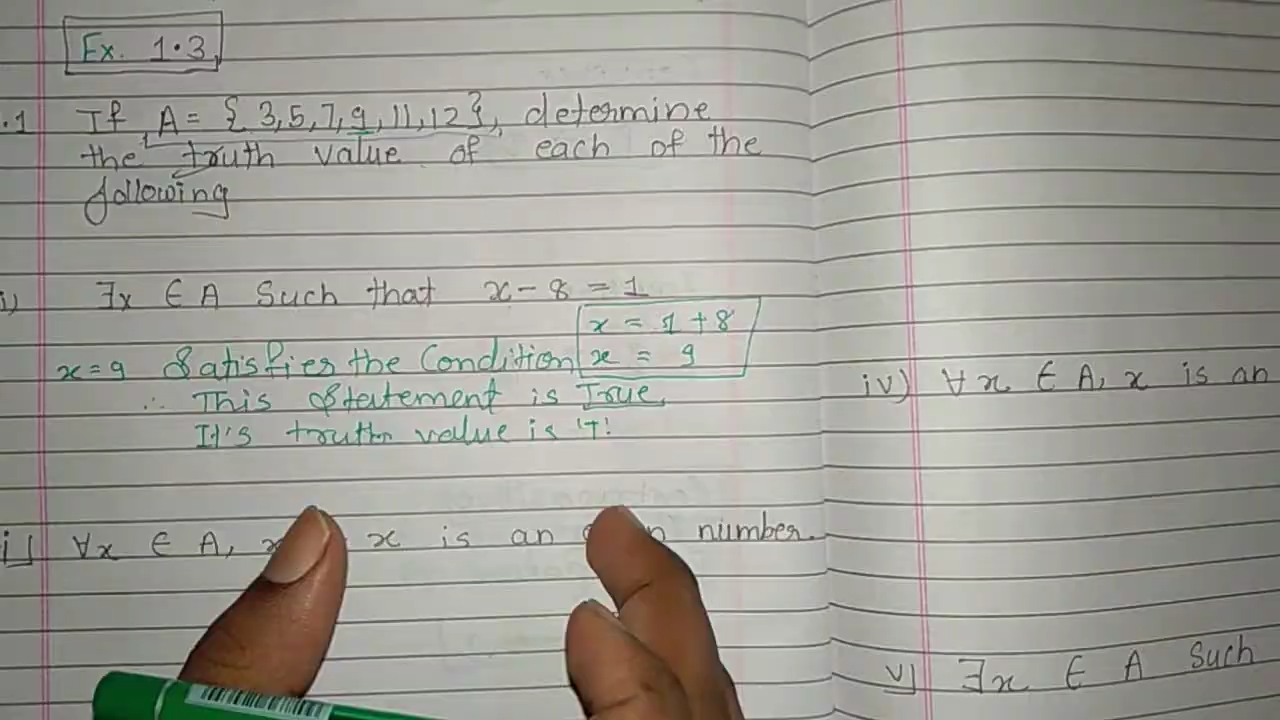 Ex. 1.3
.1 If A = { 3, 5, 7, 9, 11, 12 }, determine
the truth value of each of the
following
i) ∃x ∈ A Such that x - 8 = 1
x = 1 + 8
x = 9
x = 9 Satisfies the Condition
∴ This Statement is True.
It's truth value is 'T'.
i] ∀x ∈ A, x is an number.
iv) ∀x ∈ A, x is an
v] ∃x ∈ A Such